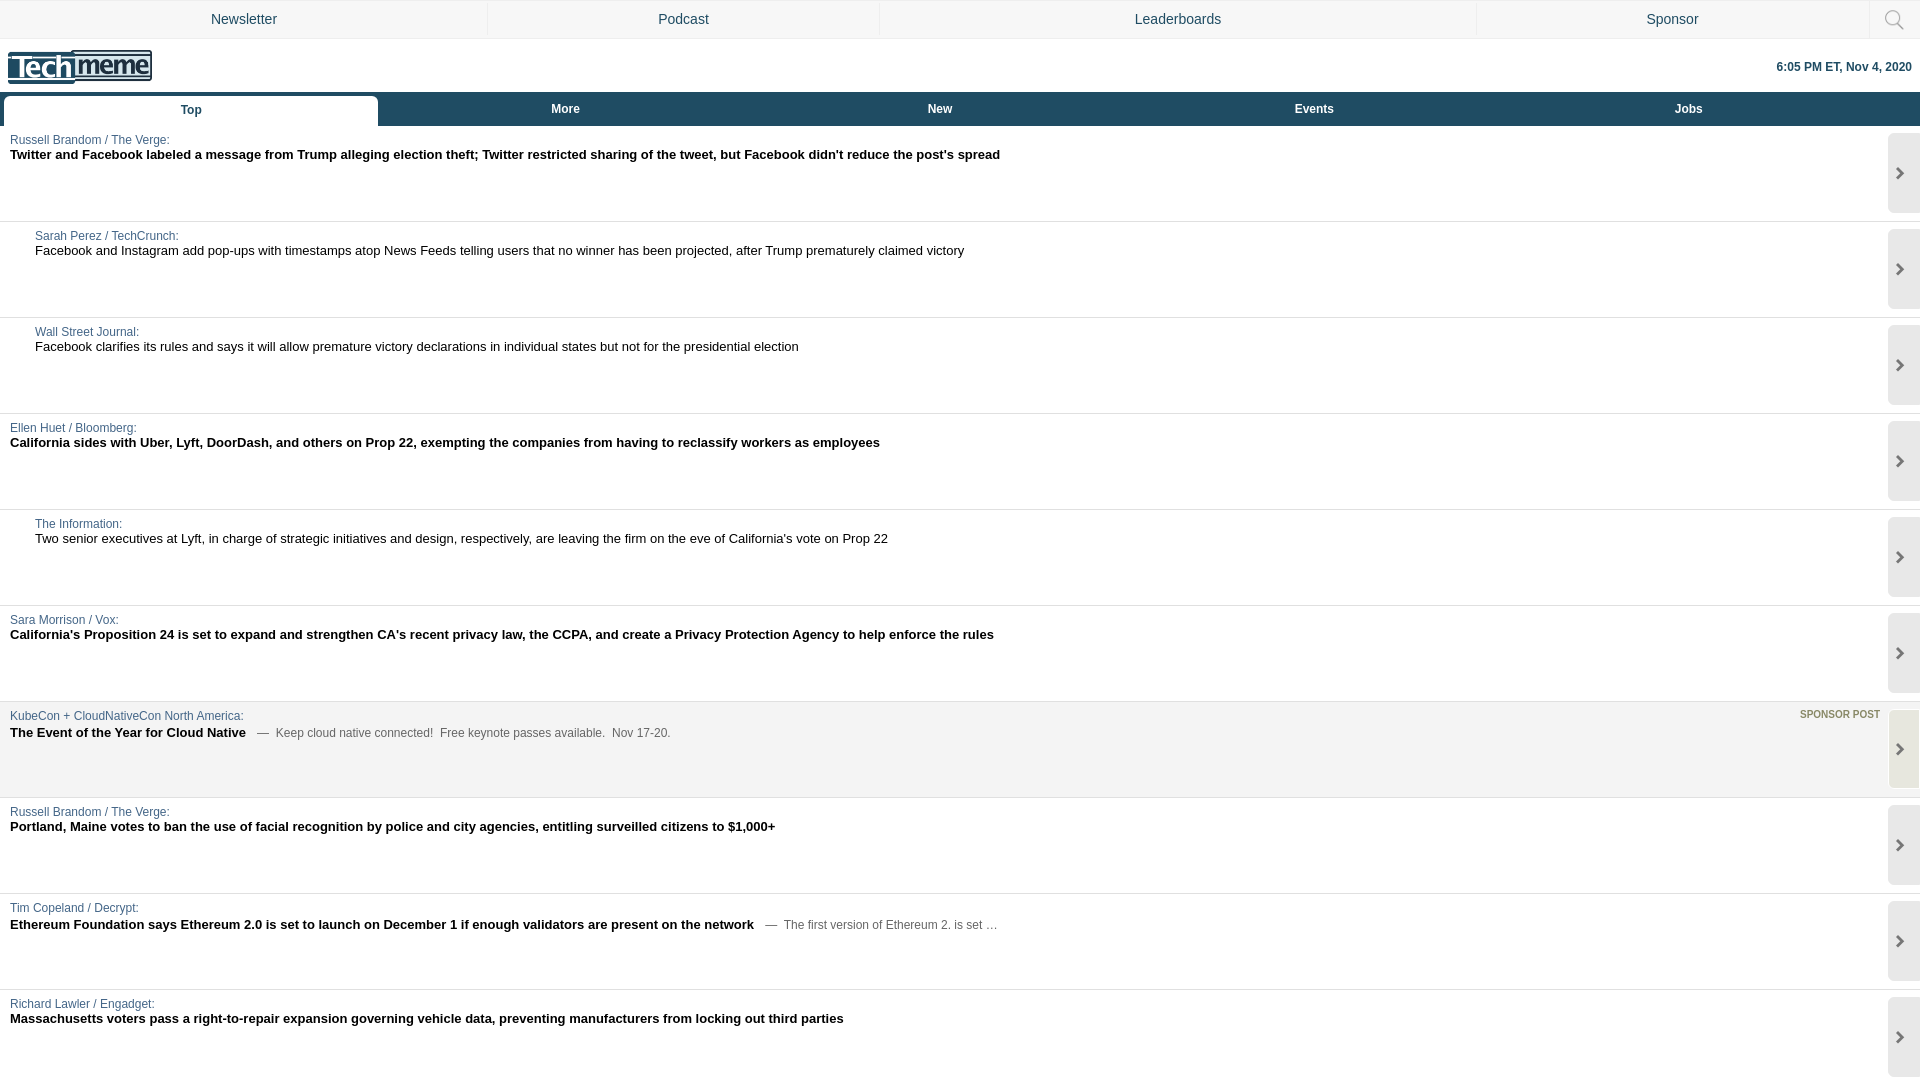 Newsletter
Podcast
Leaderboards
Sponsor
Techmeme
6:05 PM ET, Nov 4, 2020
Top
More
New
Events
Jobs
Russell Brandom / The Verge:
Twitter and Facebook labeled a message from Trump alleging election theft; Twitter restricted sharing of the tweet, but Facebook didn't reduce the post's spread
Sarah Perez / TechCrunch:
Facebook and Instagram add pop-ups with timestamps atop News Feeds telling users that no winner has been projected, after Trump prematurely claimed victory
Wall Street Journal:
Facebook clarifies its rules and says it will allow premature victory declarations in individual states but not for the presidential election
Ellen Huet / Bloomberg:
California sides with Uber, Lyft, DoorDash, and others on Prop 22, exempting the companies from having to reclassify workers as employees
The Information:
Two senior executives at Lyft, in charge of strategic initiatives and design, respectively, are leaving the firm on the eve of California's vote on Prop 22
Sara Morrison / Vox:
California's Proposition 24 is set to expand and strengthen CA's recent privacy law, the CCPA, and create a Privacy Protection Agency to help enforce the rules
KubeCon + CloudNativeCon North America:
SPONSOR POST
The Event of the Year for Cloud Native — Keep cloud native connected! Free keynote passes available. Nov 17-20.
Russell Brandom / The Verge:
Portland, Maine votes to ban the use of facial recognition by police and city agencies, entitling surveilled citizens to $1,000+
Tim Copeland / Decrypt:
Ethereum Foundation says Ethereum 2.0 is set to launch on December 1 if enough validators are present on the network — The first version of Ethereum 2. is set …
Richard Lawler / Engadget:
Massachusetts voters pass a right-to-repair expansion governing vehicle data, preventing manufacturers from locking out third parties